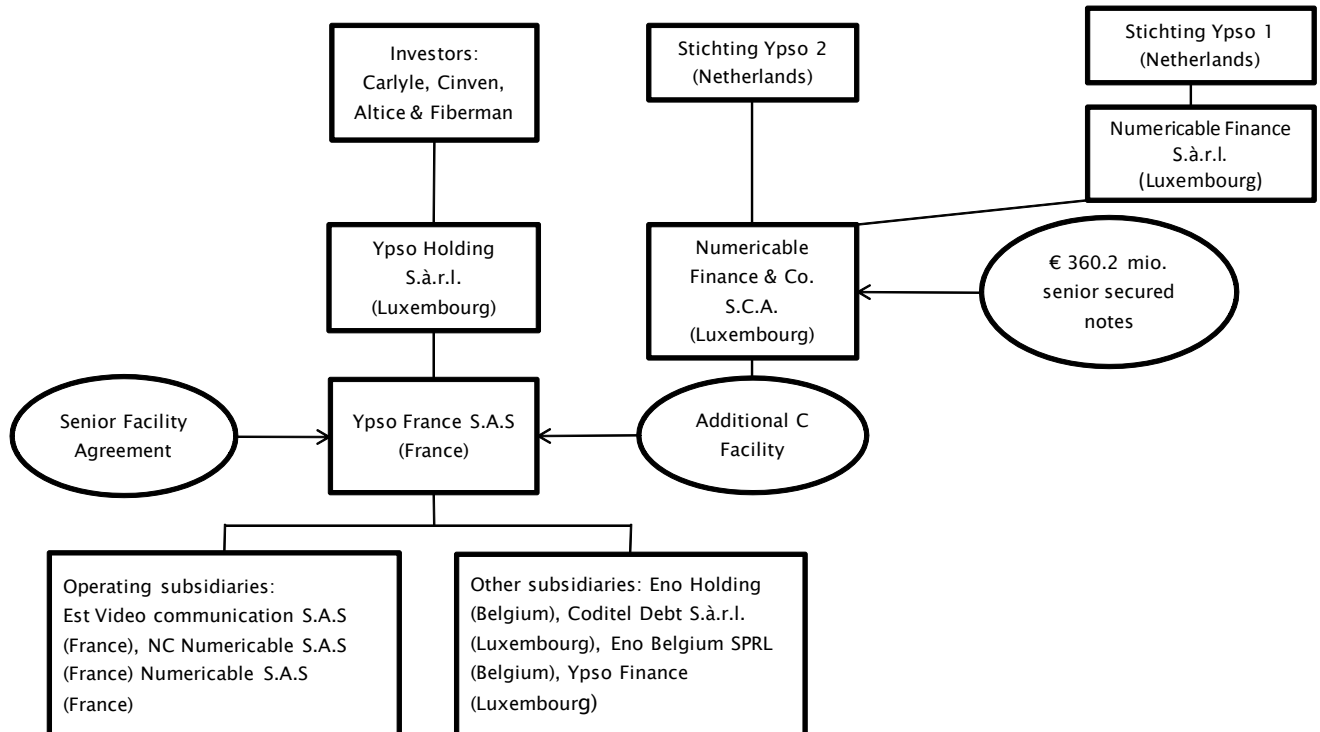 Investors:
Carlyle, Cinven,
Altice & Fiberman
Stichting Ypso 2
(Netherlands)
Stichting Ypso 1
(Netherlands)
Numericable Finance
S.à.r.l.
(Luxembourg)
Ypso Holding
S.à.r.l.
(Luxembourg)
Numericable
Finance & Co.
S.C.A.
(Luxembourg)
€ 360.2 mio.
senior secured
notes
Senior Facility
Agreement
Ypso France S.A.S
(France)
Additional C
Facility
Operating subsidiaries:
Est Video communication S.A.S
(France), NC Numericable S.A.S
(France) Numericable S.A.S
(France)
Other subsidiaries: Eno Holding
(Belgium), Coditel Debt S.à.r.l.
(Luxembourg), Eno Belgium SPRL
(Belgium), Ypso Finance
(Luxembourg)